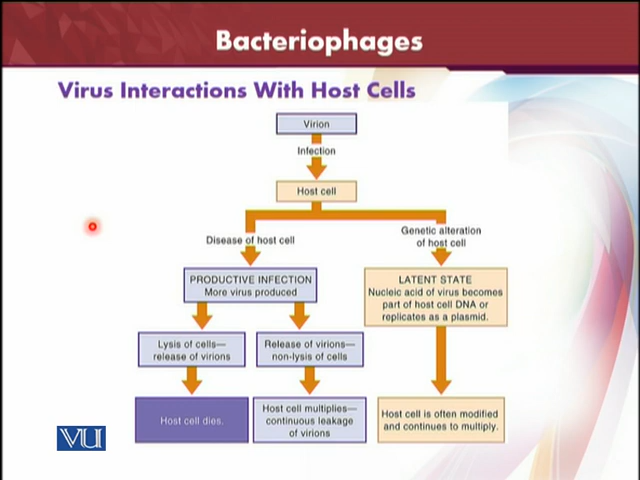 Bacteriophages
Virus Interactions With Host Cells
Virion
Infection
Host cell
Disease of host cell
Genetic alteration
of host cell
PRODUCTIVE INFECTION
More virus produced
LATENT STATE
Nucleic acid of virus becomes
part of host cell DNA or
replicates as a plasmid.
Lysis of cells—
release of virions
Release of virions—
non-lysis of cells
Host cell dies.
Host cell multiplies—
continuous leakage
of virions
Host cell is often modified
and continues to multiply.
VU